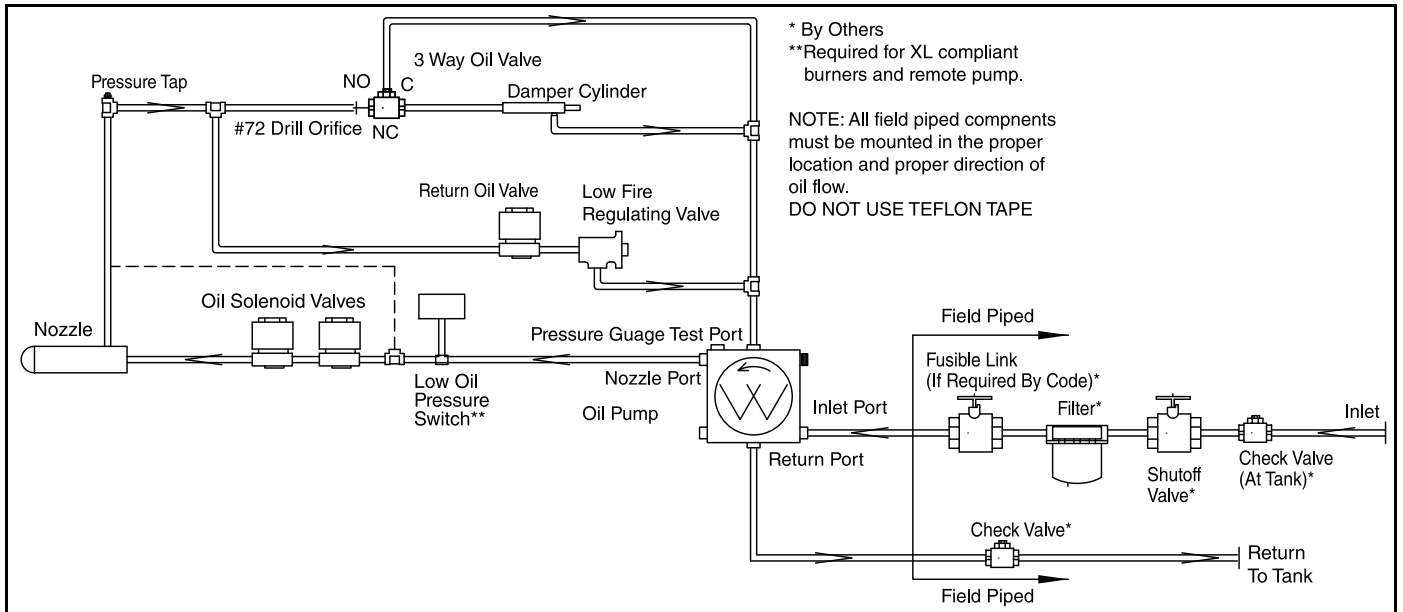 * By Others
**Required for XL compliant
burners and remote pump.
NOTE: All field piped compnents
must be mounted in the proper
location and proper direction of
oil flow.
DO NOT USE TEFLON TAPE
3 Way Oil Valve
NO
C
NC
Pressure Tap
#72 Drill Orifice
Damper Cylinder
Return Oil Valve
Low Fire
Regulating Valve
Oil Solenoid Valves
Nozzle
Low Oil
Pressure
Switch**
Pressure Guage Test Port
Nozzle Port
Oil Pump
W
Inlet Port
Return Port
Field Piped
Fusible Link
(If Required By Code)*
Filter*
Shutoff
Valve*
Inlet
Check Valve
(At Tank)*
Check Valve*
Return
To Tank
Field Piped